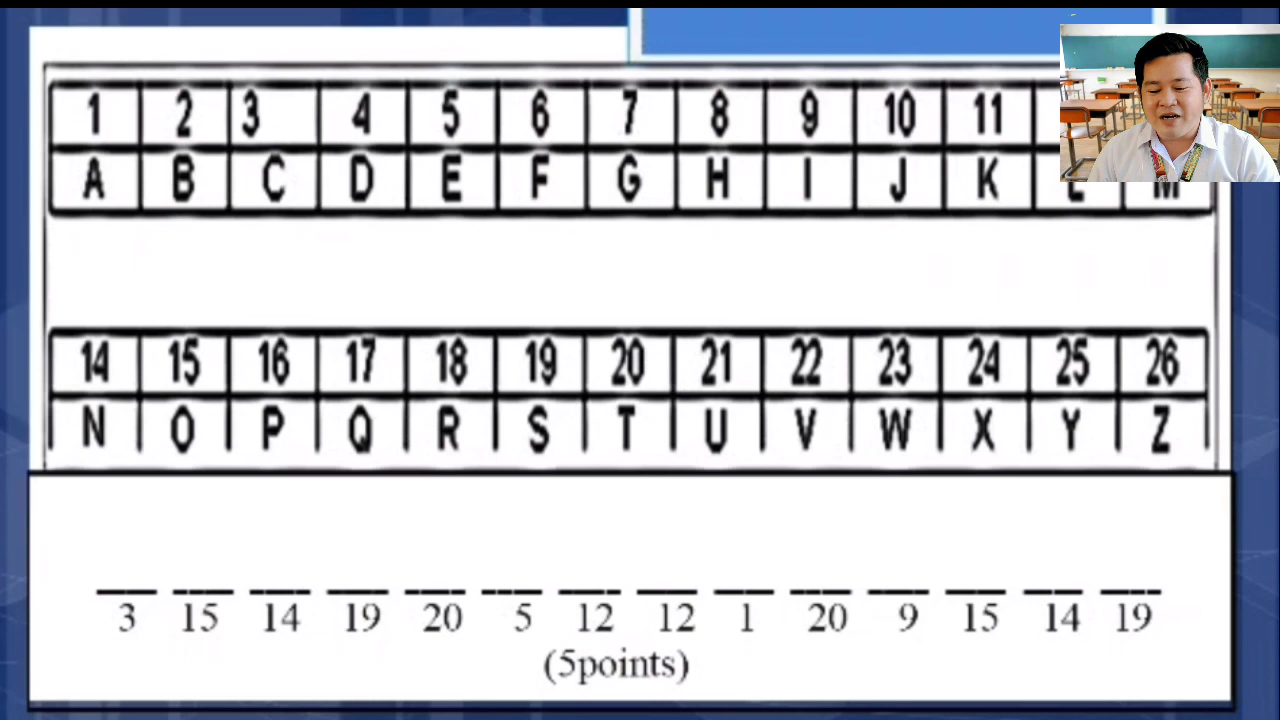 1 2 3 4 5 6 7 8 9 10 11
A B C D E F G H I J K L M
14 15 16 17 18 19 20 21 22 23 24 25 26
N O P Q R S T U V W X Y Z
3 15 14 19 20 5 12 12 1 20 9 15 14 19
(5points)